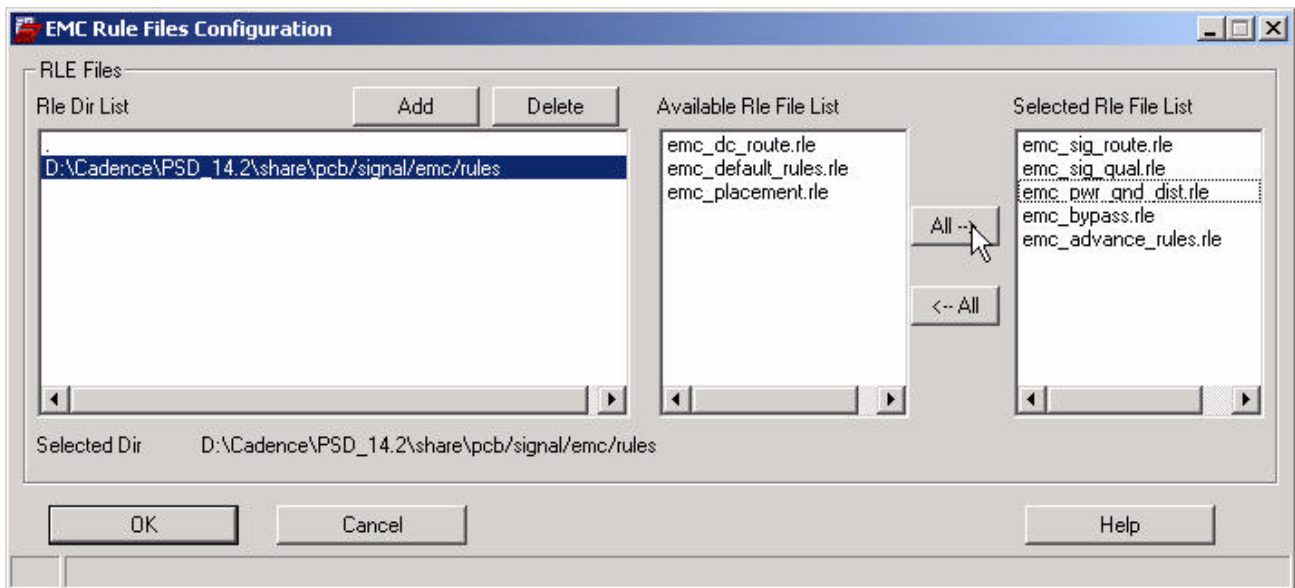 EMC Rule Files Configuration
RLE Files
Rle Dir List
Add
Delete
Available Rle File List
Selected Rle File List
.
D:\Cadence\PSD_14.2\share\pcb/signal/emc/rules
emc_dc_route.rle
emc_default_rules.rle
emc_placement.rle
All -->
<-- All
emc_sig_route.rle
emc_sig_qual.rle
emc_pwr_gnd_dist.rle
emc_bypass.rle
emc_advance_rules.rle
Selected Dir D:\Cadence\PSD_14.2\share\pcb/signal/emc/rules
OK
Cancel
Help